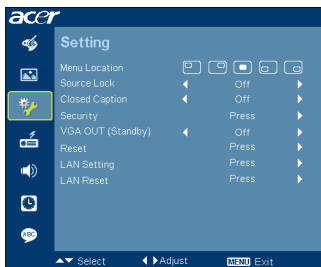 acer
Setting
Menu Location
Source Lock Off
Closed Caption Off
Security Press
VGA OUT (Standby) Off
Reset Press
LAN Setting Press
LAN Reset Press
ABC
Select Adjust MENU Exit